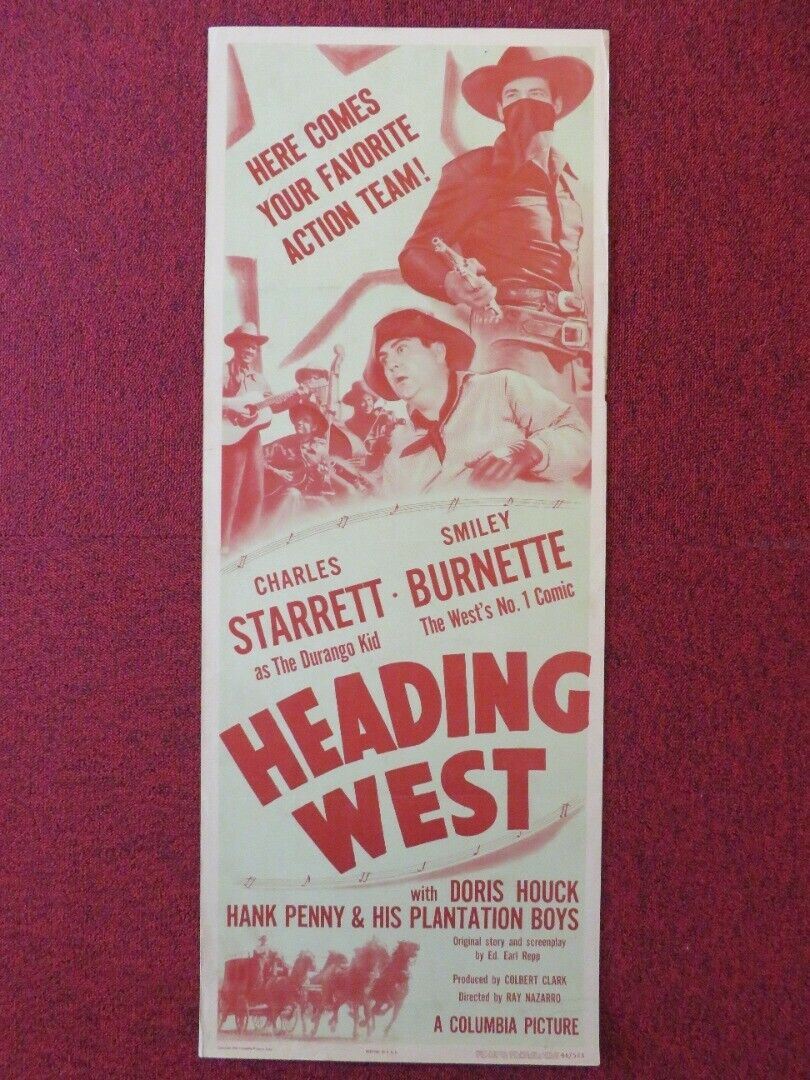 HERE COMES
YOUR FAVORITE
ACTION TEAM!
CHARLES
STARRETT
as The Durango Kid
·
SMILEY
BURNETTE
The West's No. 1 Comic
HEADING
WEST
with DORIS HOUCK
HANK PENNY & HIS PLANTATION BOYS
Original story and screenplay
by Ed. Earl Repp
Produced by COLBERT CLARK
Directed by RAY NAZARRO
A COLUMBIA PICTURE